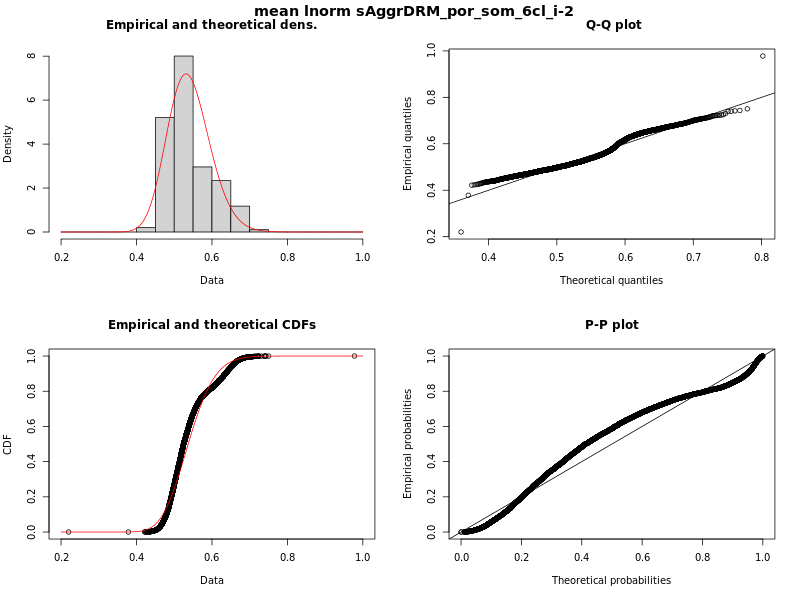 mean lnorm sAggrDRM_por_som_6cl_i-2
Empirical and theoretical dens.
Density
0 2 4 6 8
0.2 0.4 0.6 0.8 1.0
Data
Q-Q plot
Empirical quantiles
0.2 0.4 0.6 0.8 1.0
0.4 0.5 0.6 0.7 0.8
Theoretical quantiles
Empirical and theoretical CDFs
CDF
0.0 0.2 0.4 0.6 0.8 1.0
0.2 0.4 0.6 0.8 1.0
Data
P-P plot
Empirical probabilities
0.0 0.2 0.4 0.6 0.8 1.0
0.0 0.2 0.4 0.6 0.8 1.0
Theoretical probabilities